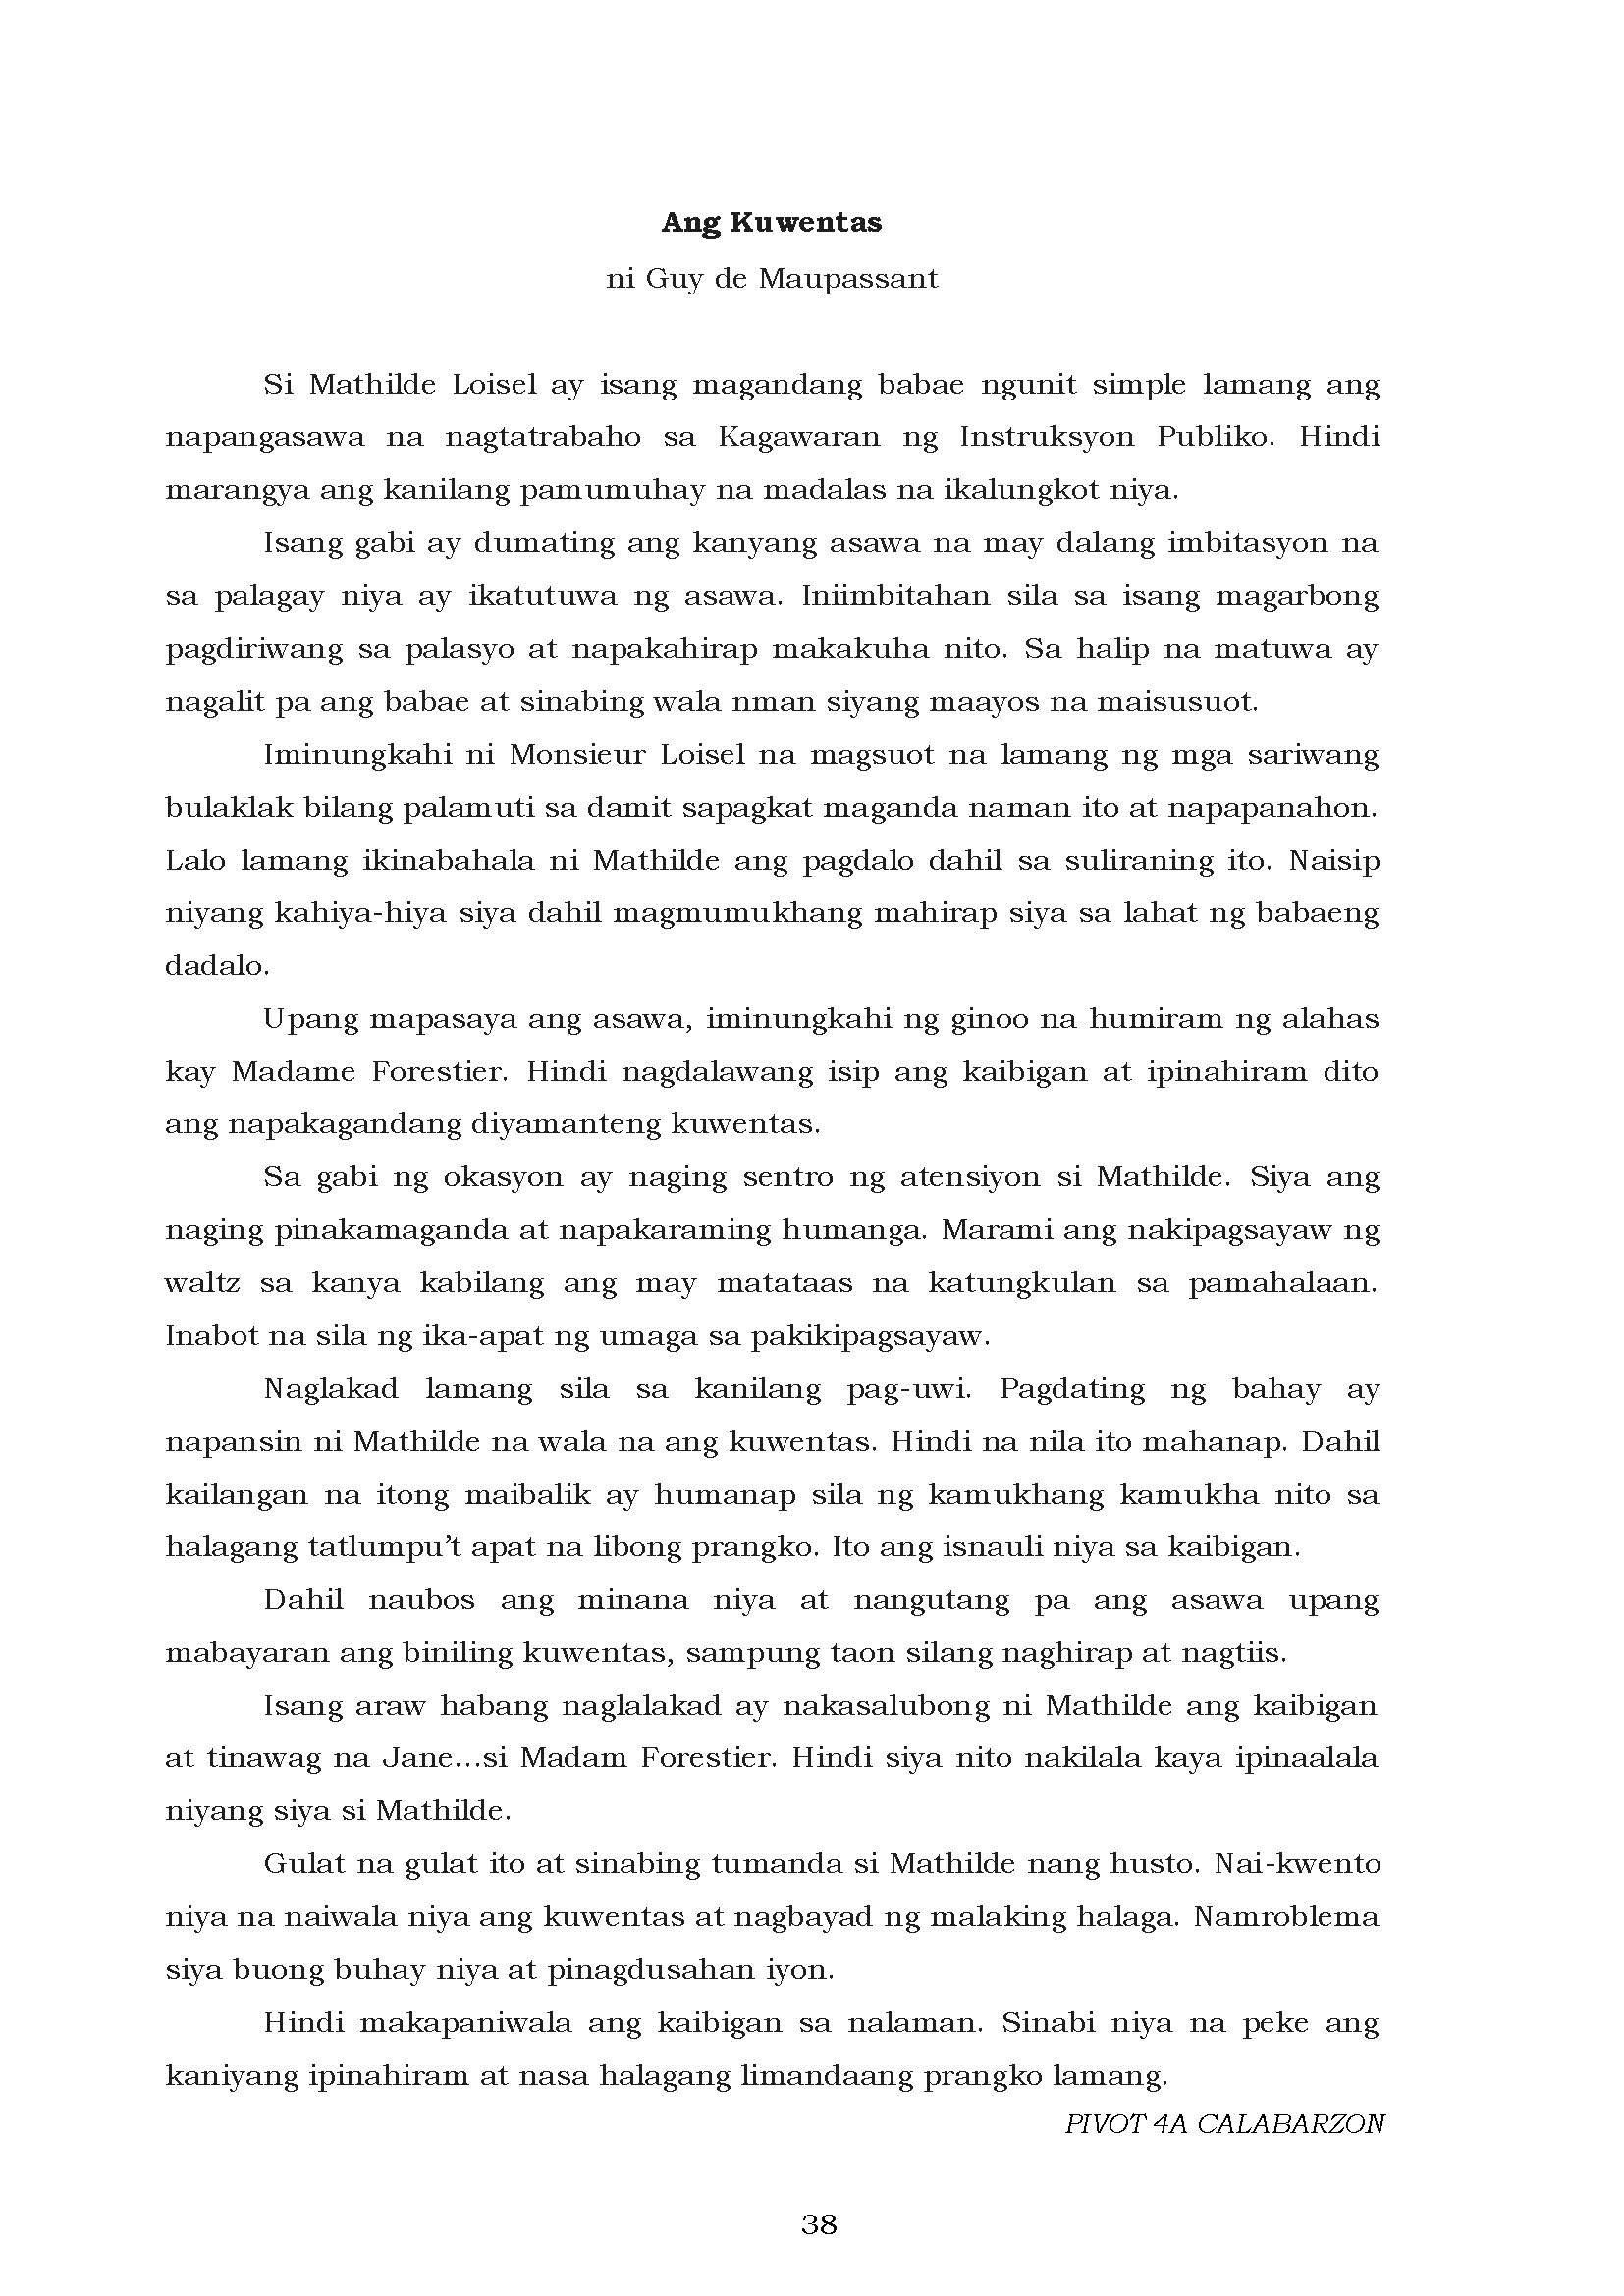 Ang Kuwentas
ni Guy de Maupassant
Si Mathilde Loisel ay isang magandang babae ngunit simple lamang ang
napangasawa na nagtatrabaho sa Kagawaran ng Instruksyon Publiko. Hindi
marangya ang kanilang pamumuhay na madalas na ikalungkot niya.
Isang gabi ay dumating ang kanyang asawa na may dalang imbitasyon na
sa palagay niya ay ikatutuwa ng asawa. Iniimbitahan sila sa isang magarbong
pagdiriwang sa palasyo at napakahirap makakuha nito. Sa halip na matuwa ay
nagalit pa ang babae at sinabing wala nman siyang maayos na maisusuot.
Iminungkahi ni Monsieur Loisel na magsuot na lamang ng mga sariwang
bulaklak bilang palamuti sa damit sapagkat maganda naman ito at napapanahon.
Lalo lamang ikinabahala ni Mathilde ang pagdalo dahil sa suliraning ito. Naisip
niyang kahiya-hiya siya dahil magmumukhang mahirap siya sa lahat ng babaeng
dadalo.
Upang mapasaya ang asawa, iminungkahi ng ginoo na humiram ng alahas
kay Madame Forestier. Hindi nagdalawang isip ang kaibigan at ipinahiram dito
ang napakagandang diyamanteng kuwentas.
Sa gabi ng okasyon ay naging sentro ng atensiyon si Mathilde. Siya ang
naging pinakamaganda at napakaraming humanga. Marami ang nakipagsayaw ng
waltz sa kanya kabilang ang may matataas na katungkulan sa pamahalaan.
Inabot na sila ng ika-apat ng umaga sa pakikipagsayaw.
Naglakad lamang sila sa kanilang pag-uwi. Pagdating ng bahay ay
napansin ni Mathilde na wala na ang kuwentas. Hindi na nila ito mahanap. Dahil
kailangan na itong maibalik ay humanap sila ng kamukhang kamukha nito sa
halagang tatlumpu’t apat na libong prangko. Ito ang isnauli niya sa kaibigan.
Dahil naubos ang minana niya at nangutang pa ang asawa upang
mabayaran ang biniling kuwentas, sampung taon silang naghirap at nagtiis.
Isang araw habang naglalakad ay nakasalubong ni Mathilde ang kaibigan
at tinawag na Jane...si Madam Forestier. Hindi siya nito nakilala kaya ipinaalala
niyang siya si Mathilde.
Gulat na gulat ito at sinabing tumanda si Mathilde nang husto. Nai-kwento
niya na naiwala niya ang kuwentas at nagbayad ng malaking halaga. Namroblema
siya buong buhay niya at pinagdusahan iyon.
Hindi makapaniwala ang kaibigan sa nalaman. Sinabi niya na peke ang
kaniyang ipinahiram at nasa halagang limandaang prangko lamang.
PIVOT 4A CALABARZON
38